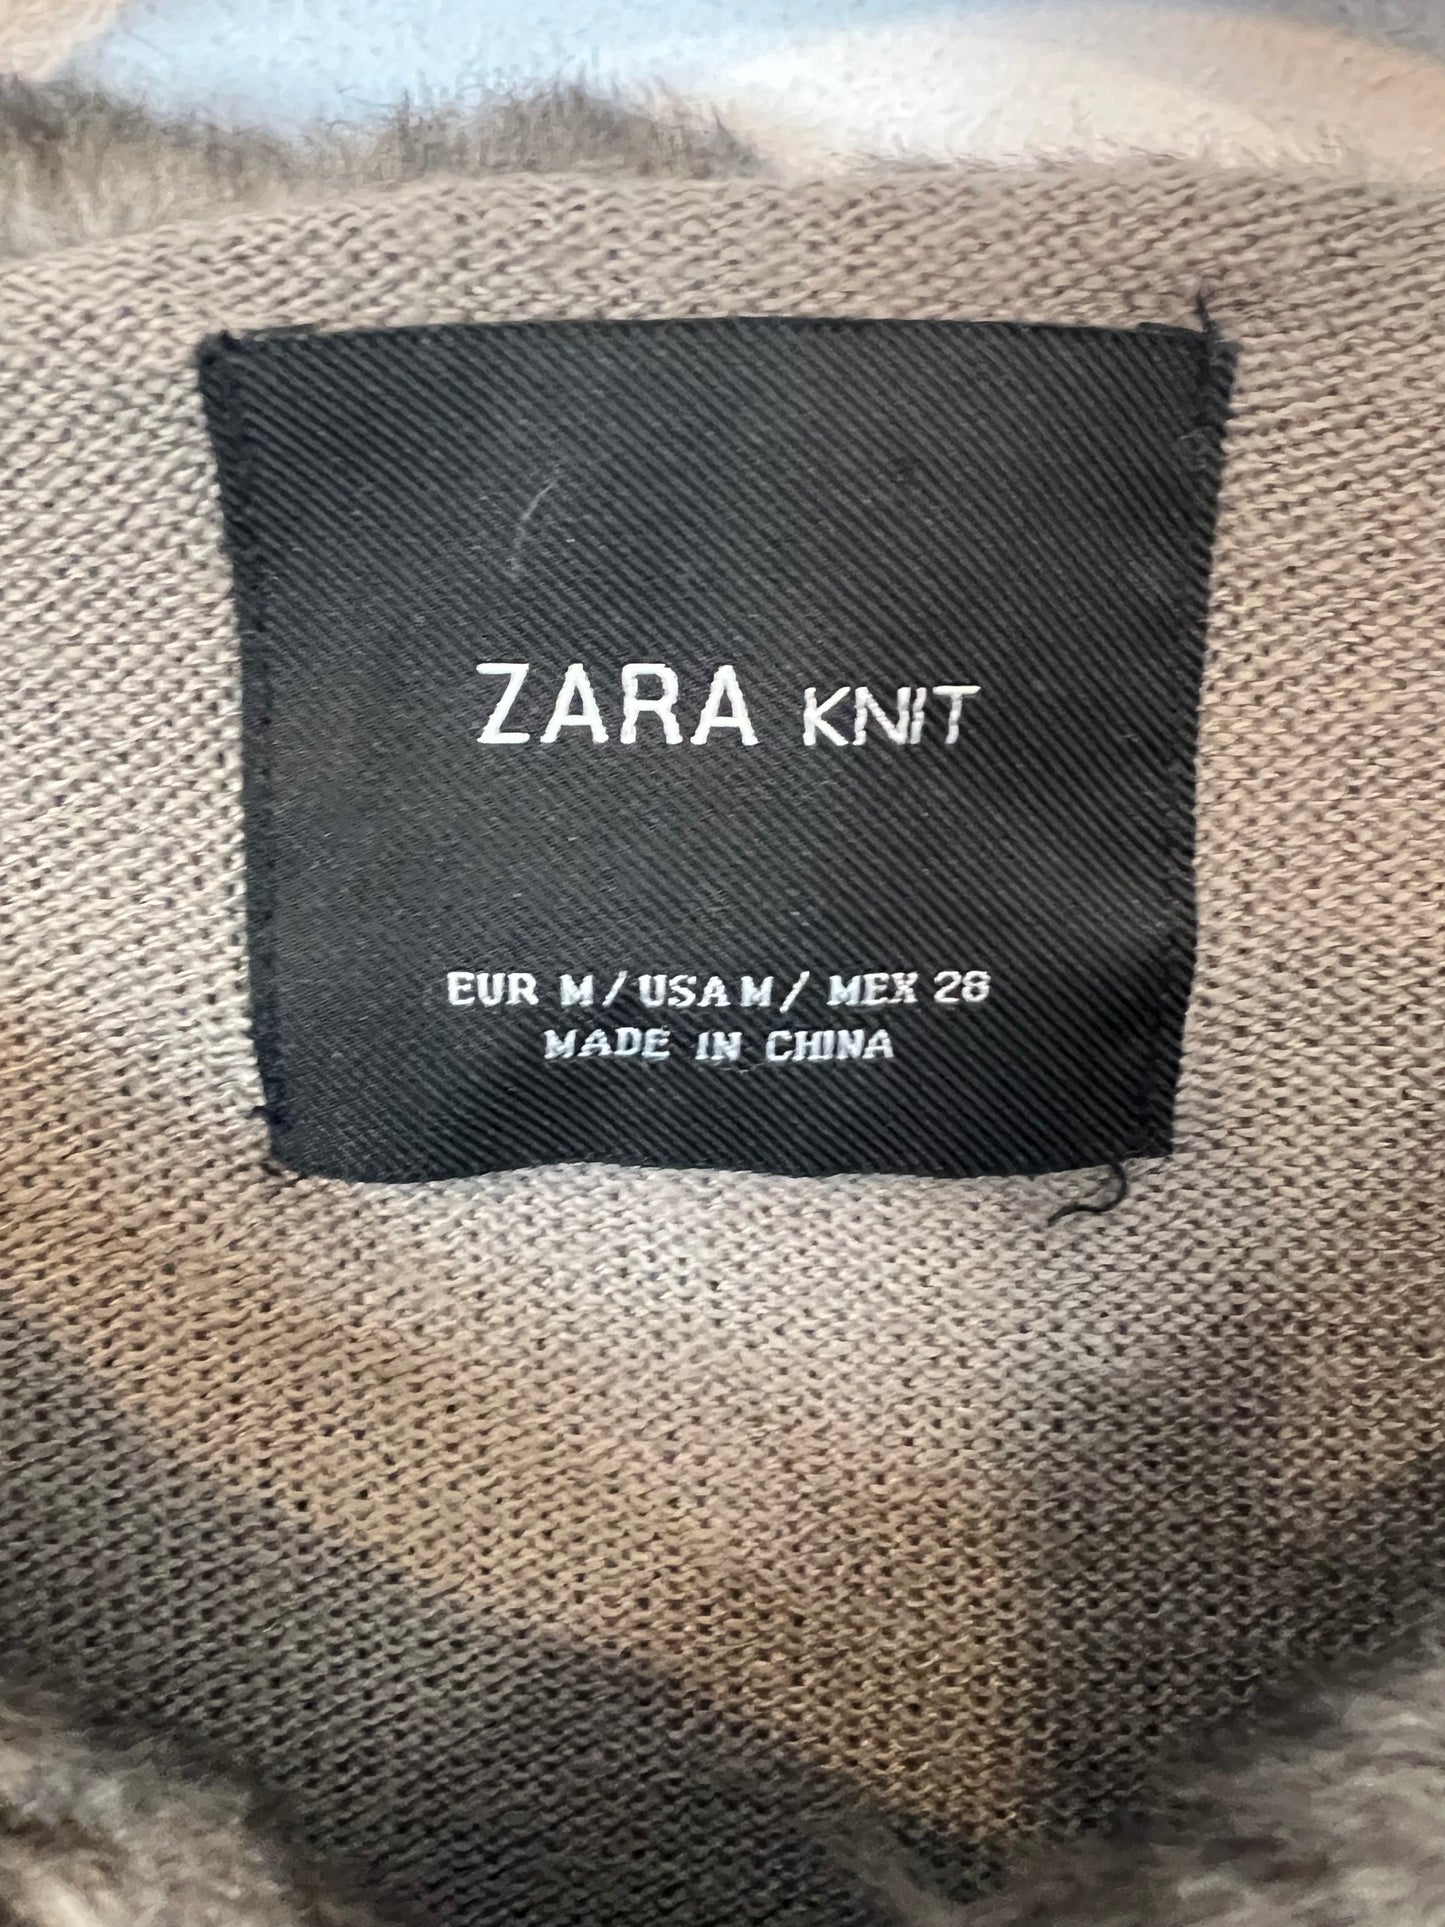 ZARA KNIT
EUR M / USA M / MEX 28
MADE IN CHINA